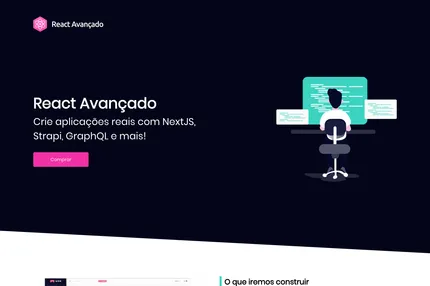 React Avançado
React Avançado
Crie aplicações reais com NextJS,
Strapi, GraphQL e mais!
Comprar
O que iremos construir